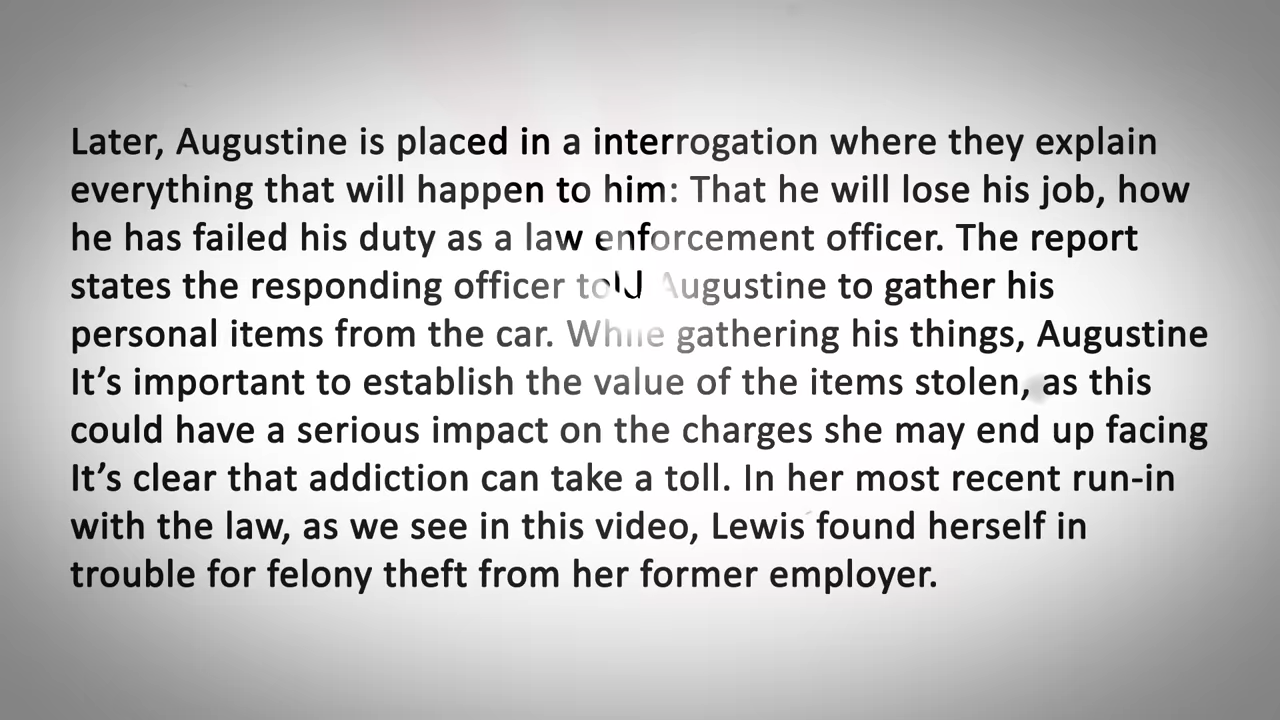 Later, Augustine is placed in a interrogation where they explain
everything that will happen to him: That he will lose his job, how
he has failed his duty as a law enforcement officer. The report
states the responding officer told Augustine to gather his
personal items from the car. While gathering his things, Augustine
It’s important to establish the value of the items stolen, as this
could have a serious impact on the charges she may end up facing
It’s clear that addiction can take a toll. In her most recent run-in
with the law, as we see in this video, Lewis found herself in
trouble for felony theft from her former employer.